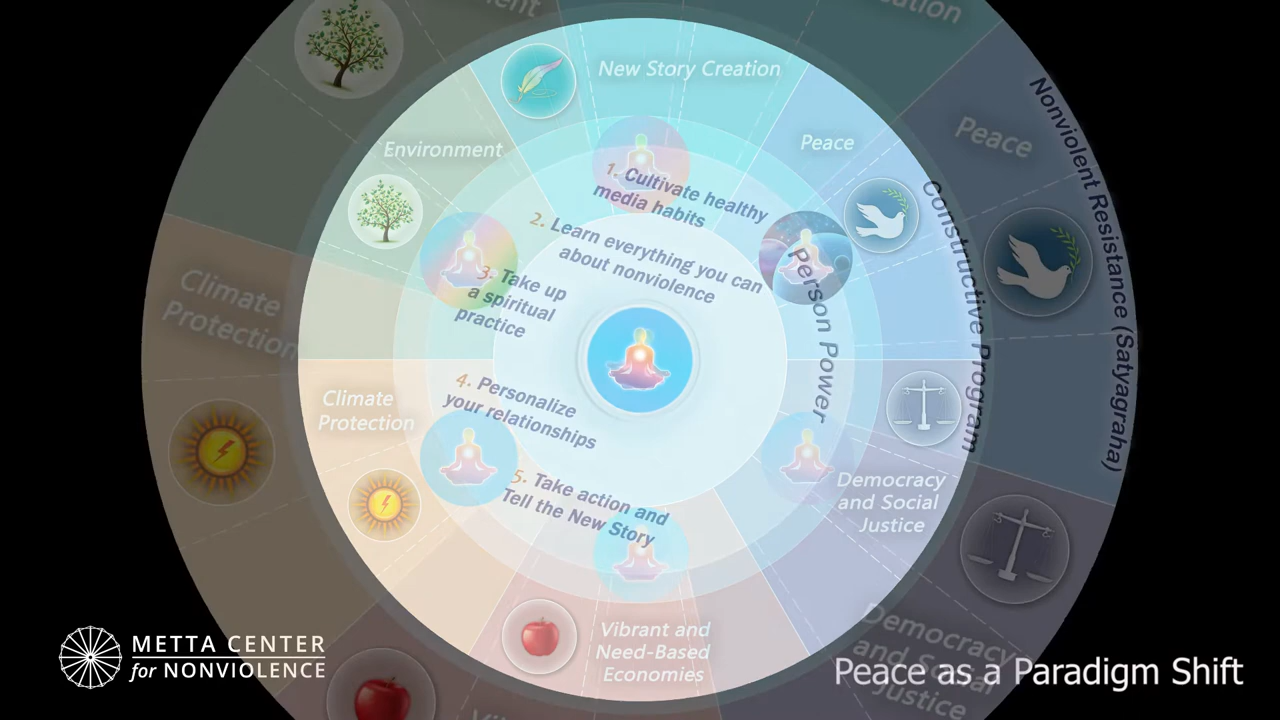 New Story Creation
Environment
Peace
Peace
1. Cultivate healthy
media habits
2. Learn everything you can
about nonviolence
3. Take up
a spiritual
practice
4. Personalize
your relationships
5. Take action and
Tell the New Story
Person Power
Constructive Program
Nonviolent Resistance (Satyagraha)
Climate
Protection
Climate
Protection
Democracy
and Social
Justice
Democracy
and Social
Justice
Vibrant and
Need-Based
Economies
METTA CENTER
for NONVIOLENCE
Peace as a Paradigm Shift